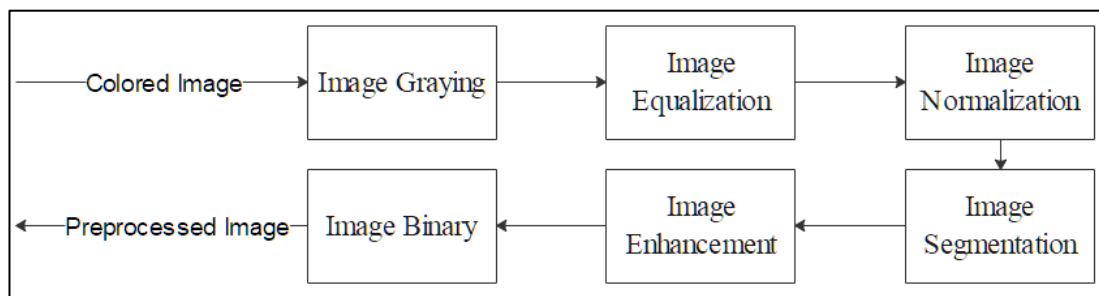 Colored Image
Image Graying
Image
Equalization
Image
Normalization
Image
Segmentation
Image
Enhancement
Image Binary
Preprocessed Image